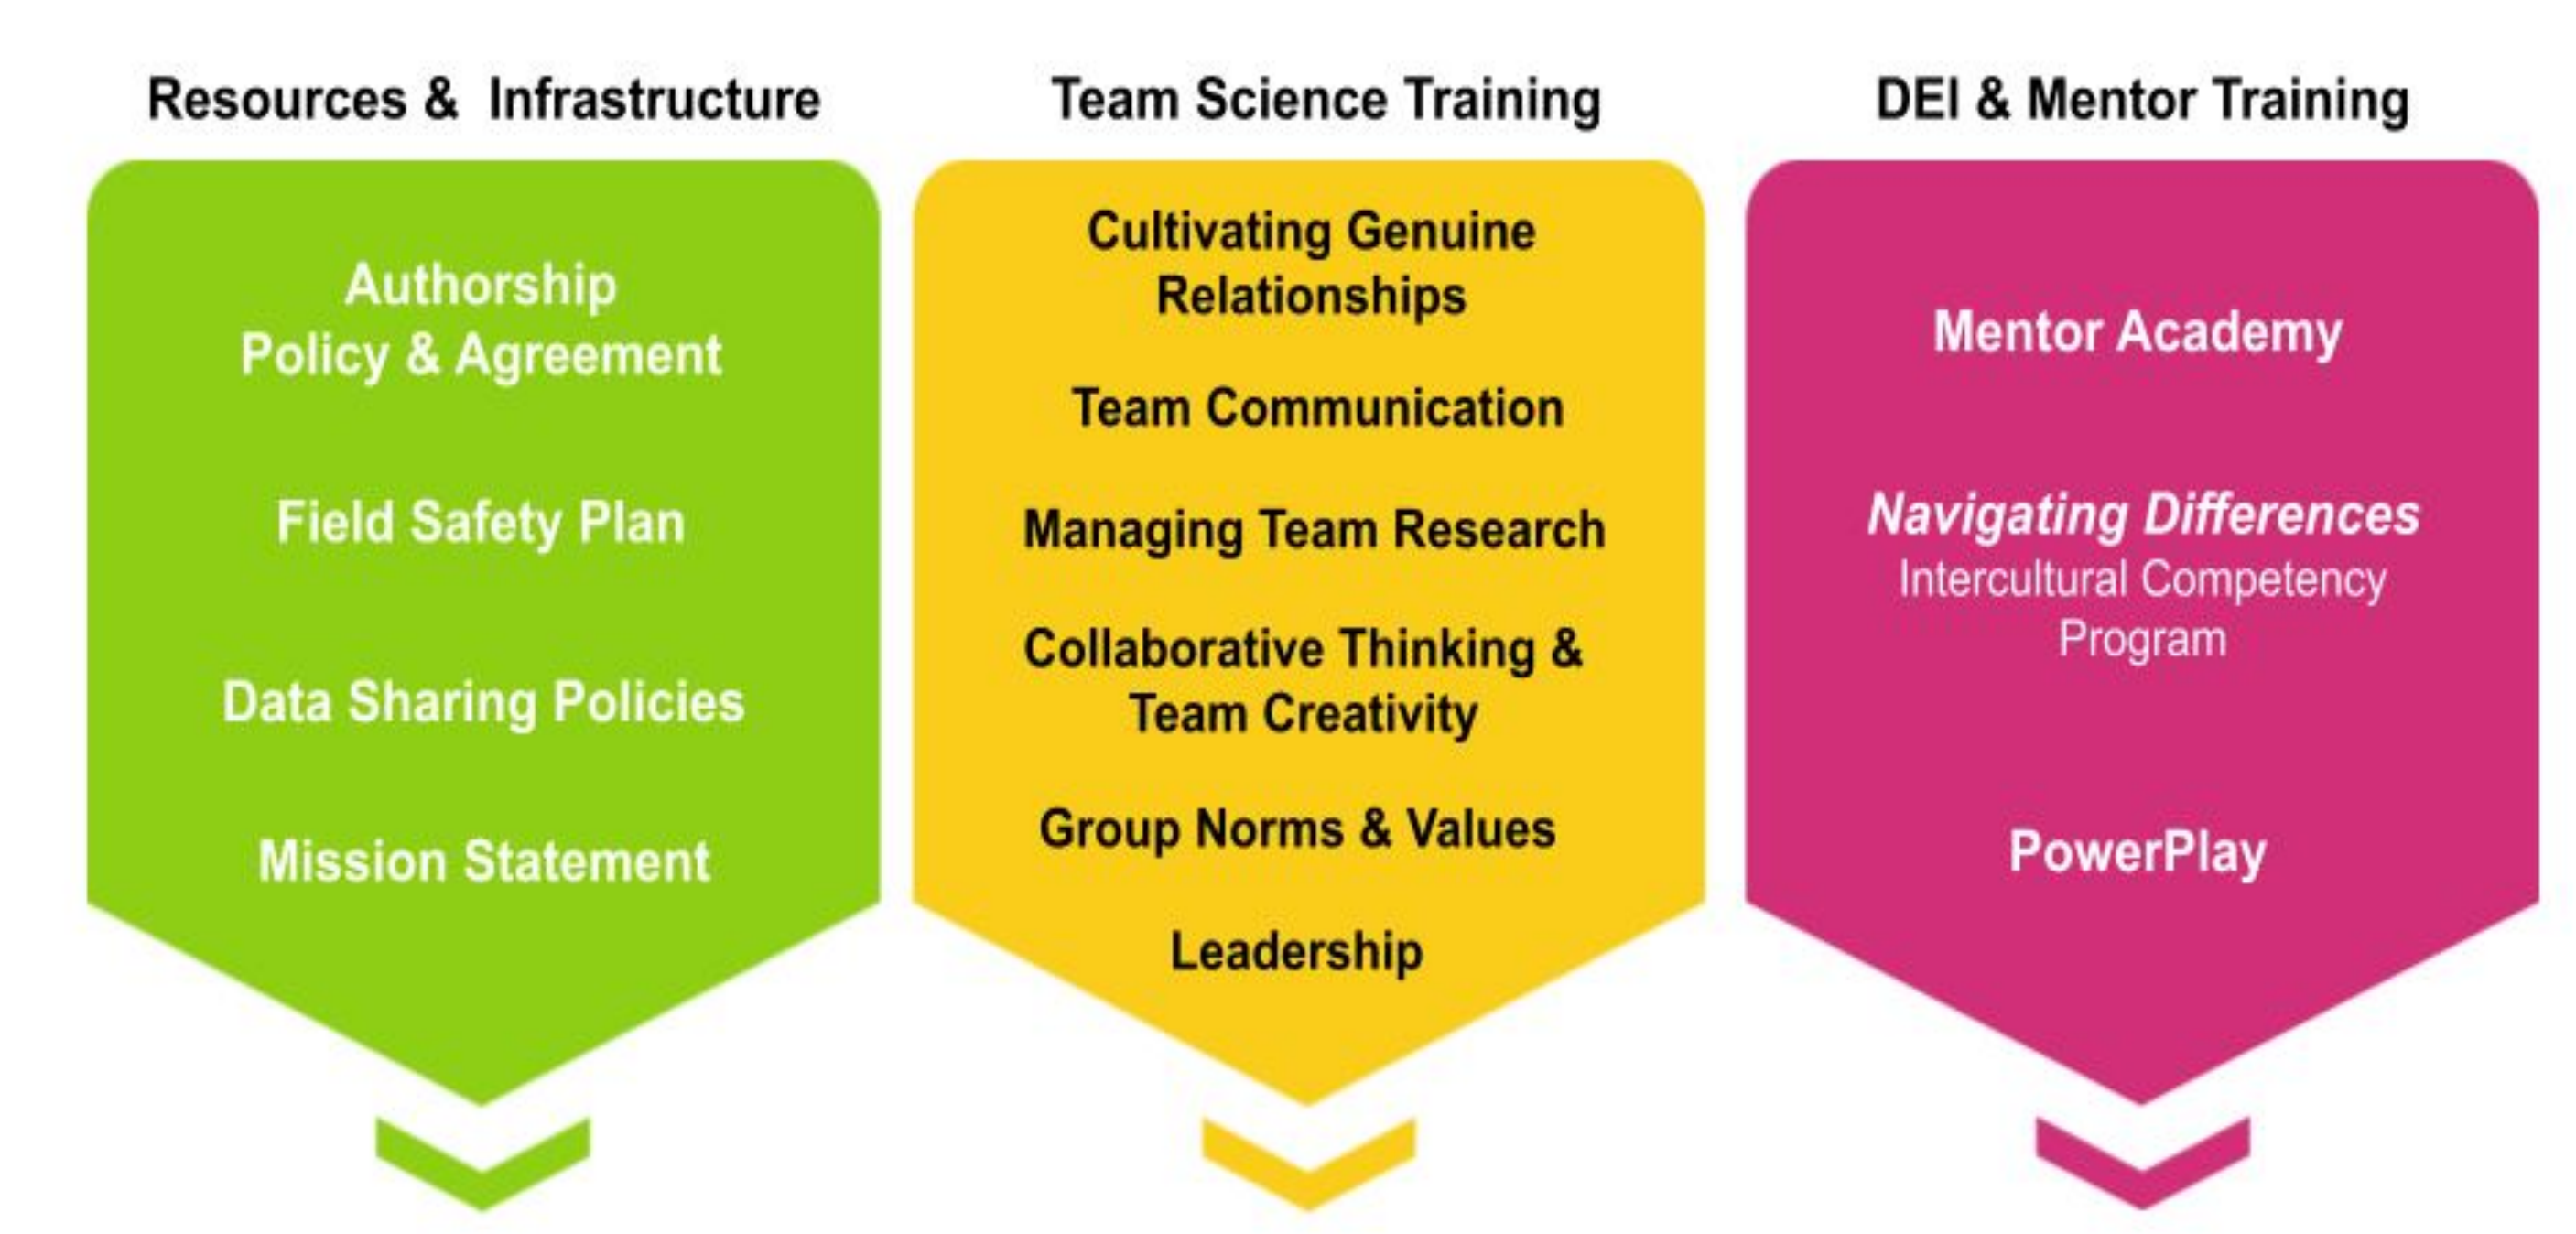 Resources & Infrastructure
Authorship
Policy & Agreement
Field Safety Plan
Data Sharing Policies
Mission Statement
Team Science Training
Cultivating Genuine
Relationships
Team Communication
Managing Team Research
Collaborative Thinking &
Team Creativity
Group Norms & Values
Leadership
DEI & Mentor Training
Mentor Academy
Navigating Differences
Intercultural Competency
Program
PowerPlay